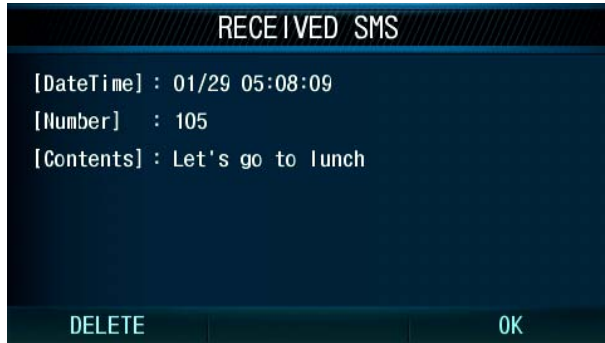 RECEIVED SMS
[DateTime] : 01/29 05:08:09
[Number] : 105
[Contents] : Let's go to lunch
DELETE OK